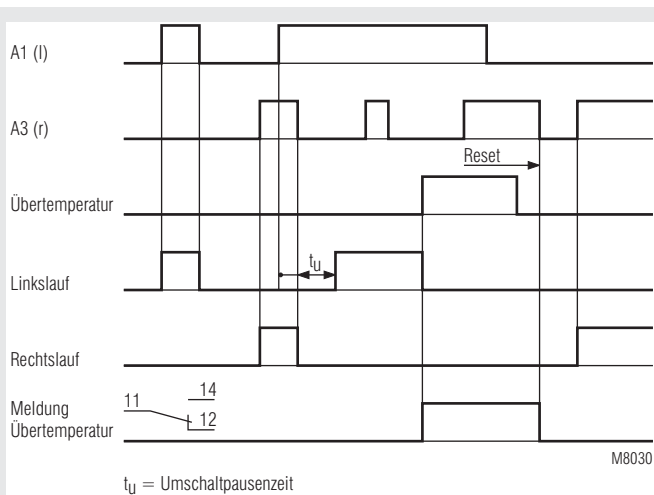 A1 (l)
A3 (r)
Reset
Übertemperatur
tu
Linkslauf
Rechtslauf
14
11
12
Meldung
Übertemperatur
M8030
tu = Umschaltpausenzeit